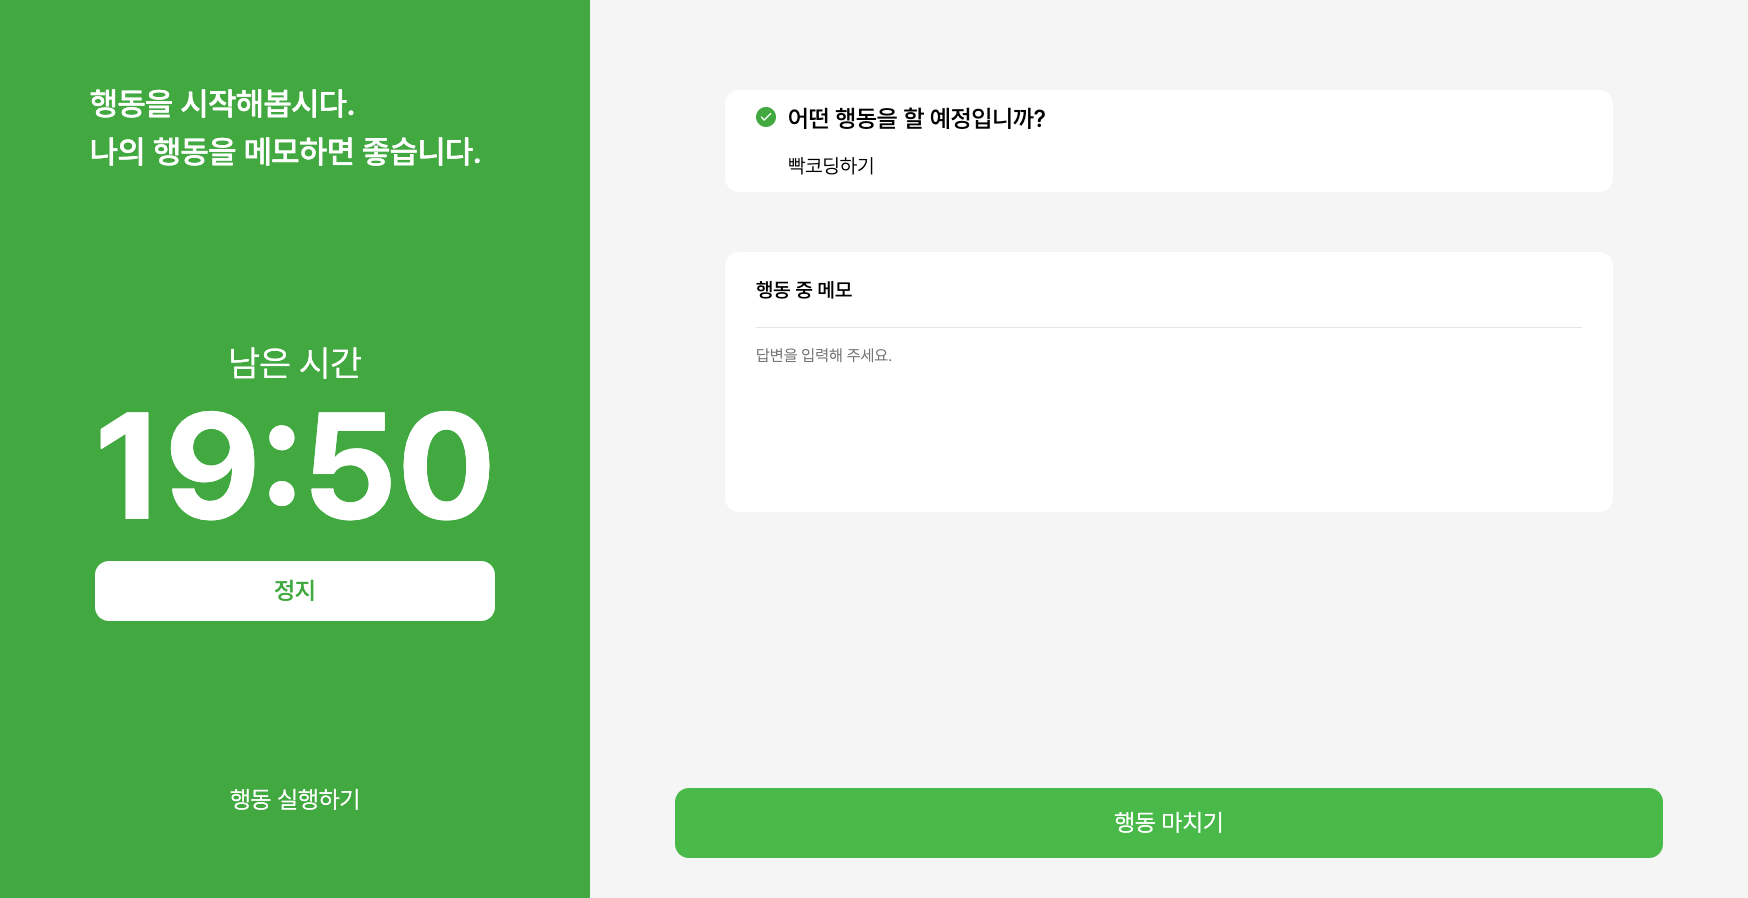 행동을 시작해봅시다.
나의 행동을 메모하면 좋습니다.
남은 시간
19:50
정지
행동 실행하기
어떤 행동을 할 예정입니까?
빡코딩하기
행동 중 메모
답변을 입력해 주세요.
행동 마치기